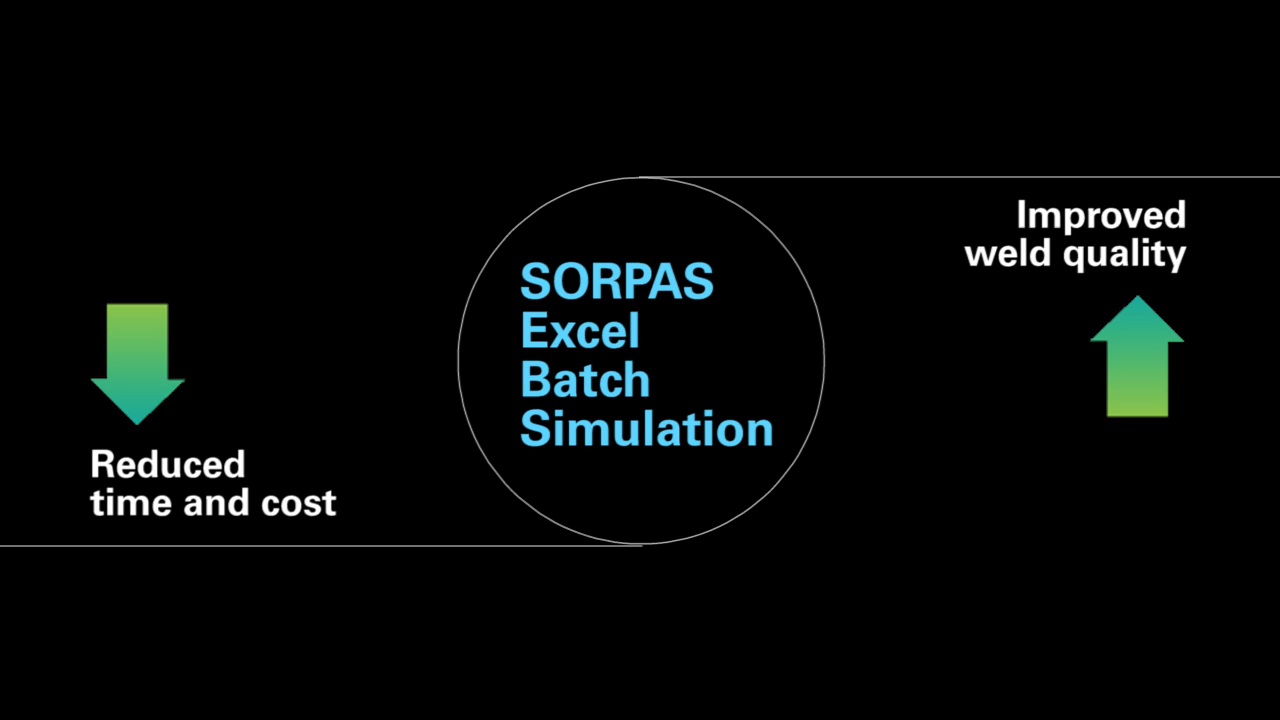 Improved
weld quality
SORPAS
Excel
Batch
Simulation
Reduced
time and cost